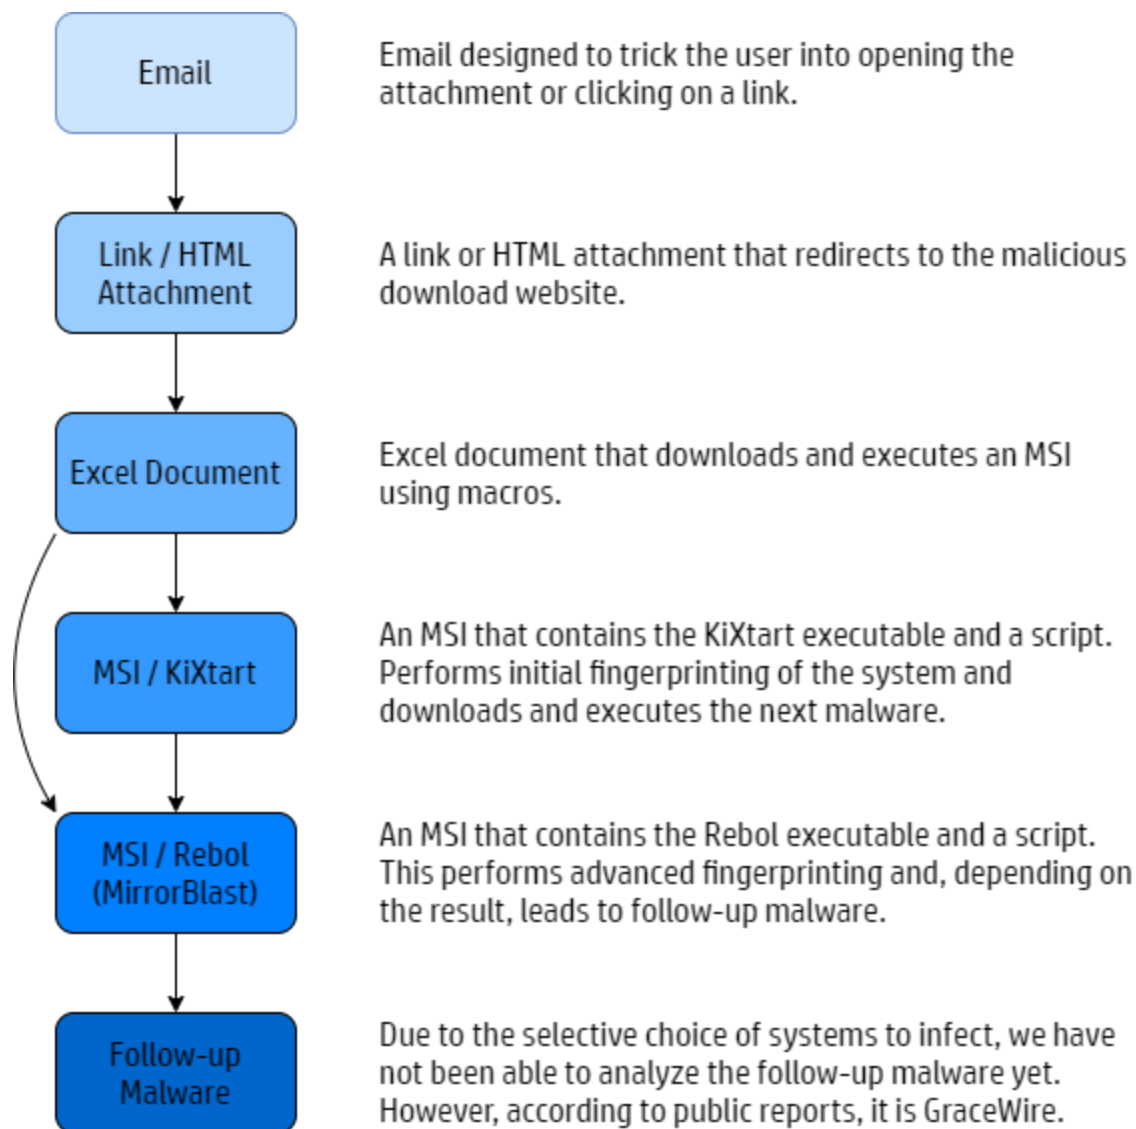 Email
Email designed to trick the user into opening the
attachment or clicking on a link.
Link / HTML
Attachment
A link or HTML attachment that redirects to the malicious
download website.
Excel Document
Excel document that downloads and executes an MSI
using macros.
MSI / KiXtart
An MSI that contains the KiXtart executable and a script.
Performs initial fingerprinting of the system and
downloads and executes the next malware.
MSI / Rebol
(MirrorBlast)
An MSI that contains the Rebol executable and a script.
This performs advanced fingerprinting and, depending on
the result, leads to follow-up malware.
Follow-up
Malware
Due to the selective choice of systems to infect, we have
not been able to analyze the follow-up malware yet.
However, according to public reports, it is GraceWire.